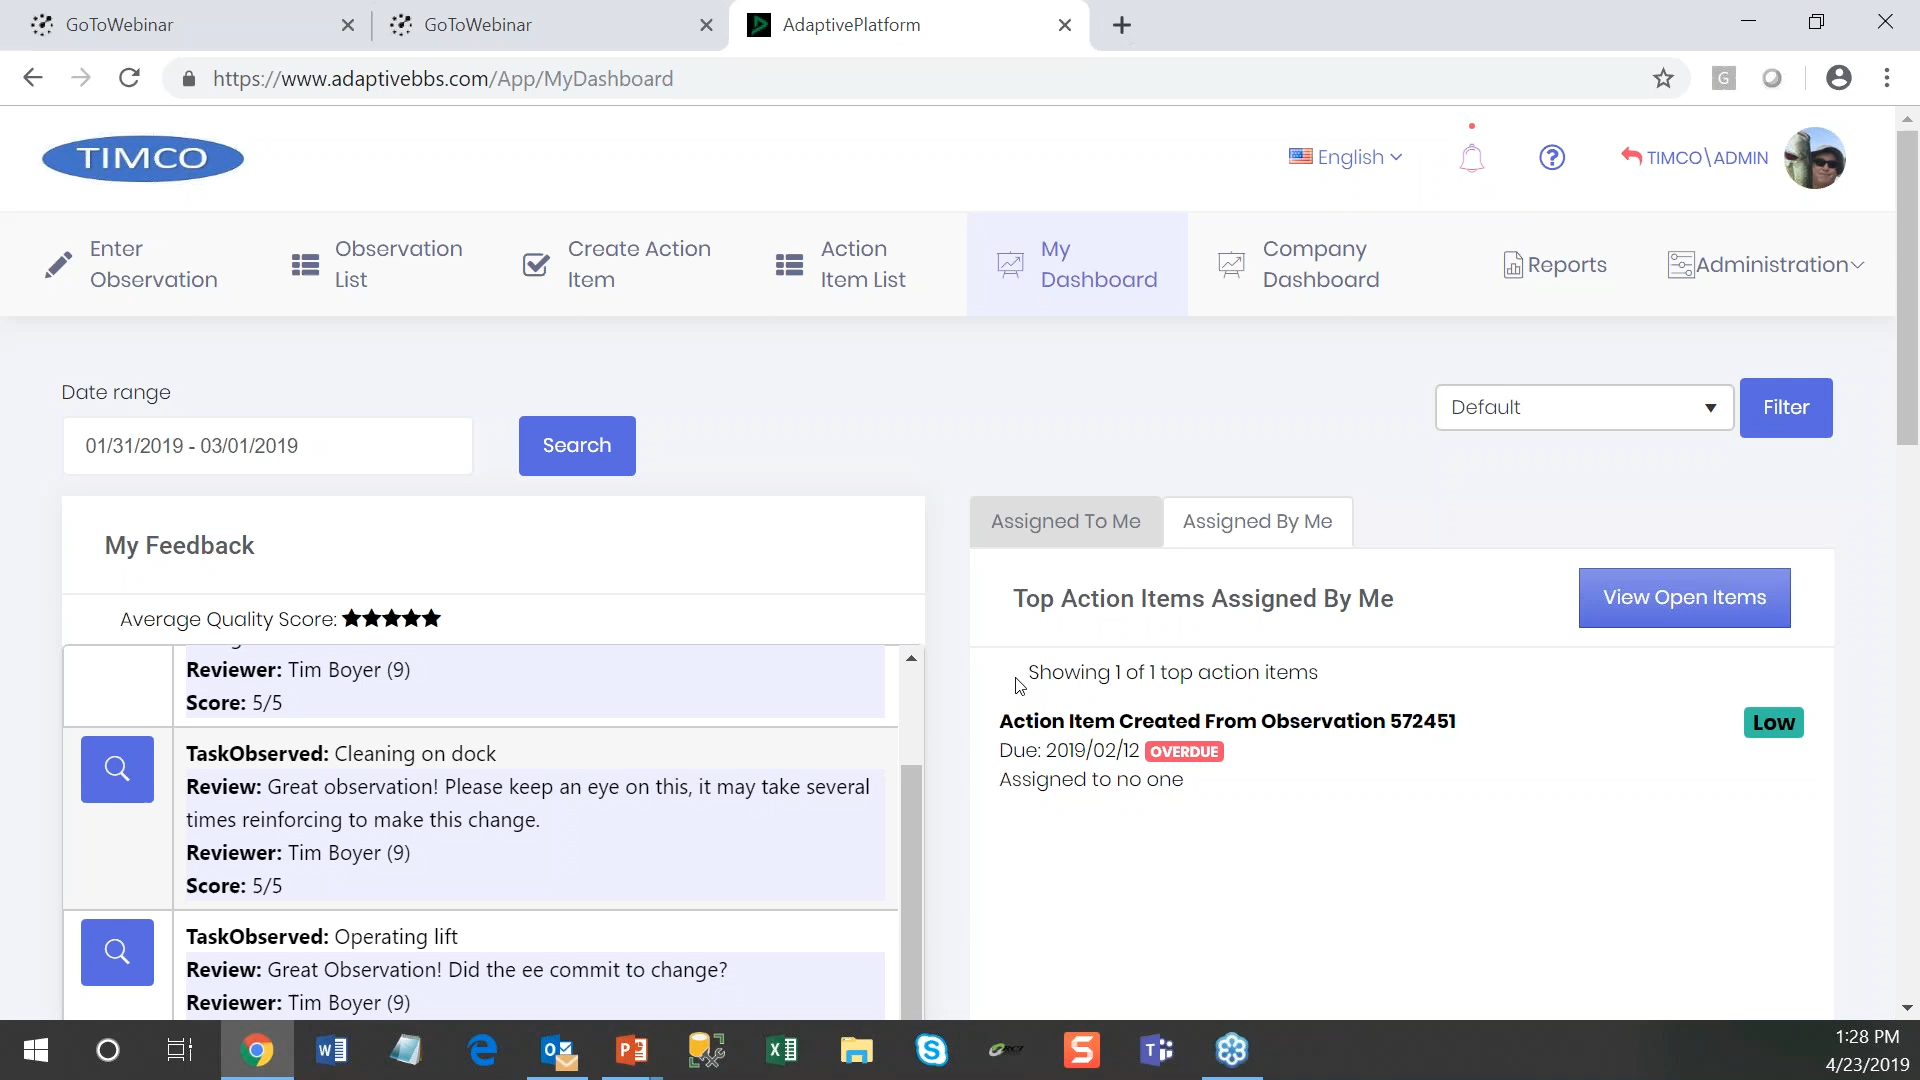 GoToWebinar
GoToWebinar
AdaptivePlatform
https://www.adaptivebbs.com/App/MyDashboard
G
TIMCO
English
TIMCO\ADMIN
Enter Observation
Observation List
Create Action Item
Action Item List
My Dashboard
Company Dashboard
Reports
Administration
Date range
01/31/2019 - 03/01/2019
Search
Default
Filter
My Feedback
Average Quality Score:
Reviewer: Tim Boyer (9)
Score: 5/5
TaskObserved: Cleaning on dock
Review: Great observation! Please keep an eye on this, it may take several
times reinforcing to make this change.
Reviewer: Tim Boyer (9)
Score: 5/5
TaskObserved: Operating lift
Review: Great Observation! Did the ee commit to change?
Reviewer: Tim Boyer (9)
Assigned To Me
Assigned By Me
Top Action Items Assigned By Me
View Open Items
Showing 1 of 1 top action items
Action Item Created From Observation 572451
Low
Due: 2019/02/12 OVERDUE
Assigned to no one
1:28 PM
4/23/2019